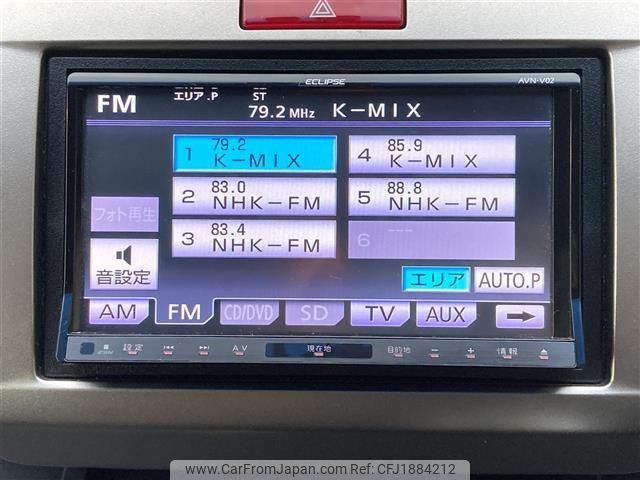 ECLIPSE AVN-V02
FM エリア.P ST 79.2 MHz K-MIX
1 79.2 K-MIX
4 85.9 K-MIX
2 83.0 NHK-FM
5 88.8 NHK-FM
3 83.4 NHK-FM
6 ---
フォト再生
音設定
エリア AUTO.P
AM FM CD/DVD SD TV AUX
設定 AV 現在地 目的地 - + 情報
www.CarFromJapan.com - Ref: CFJ1884212